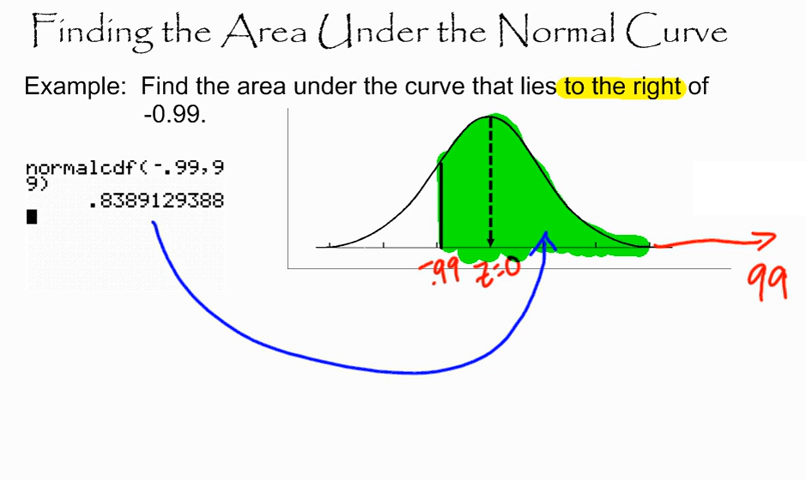 Finding the Area Under the Normal Curve
Example: Find the area under the curve that lies to the right of
-0.99.
normalcdf(-.99,9
9)
.8389129388
-.99 z=0
99